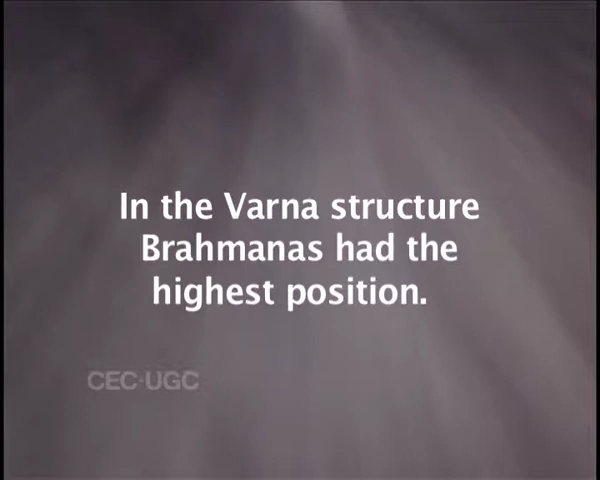 In the Varna structure
Brahmanas had the
highest position.
CEC-UGC